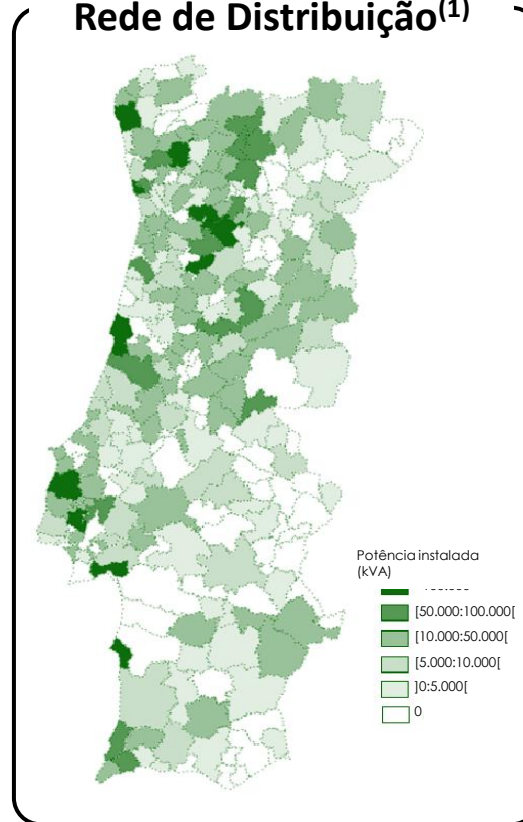 Rede de Distribuição(1)
Potência instalada
(kVA)
[50.000:100.000[
[10.000:50.000[
[5.000:10.000[
]0:5.000[
0